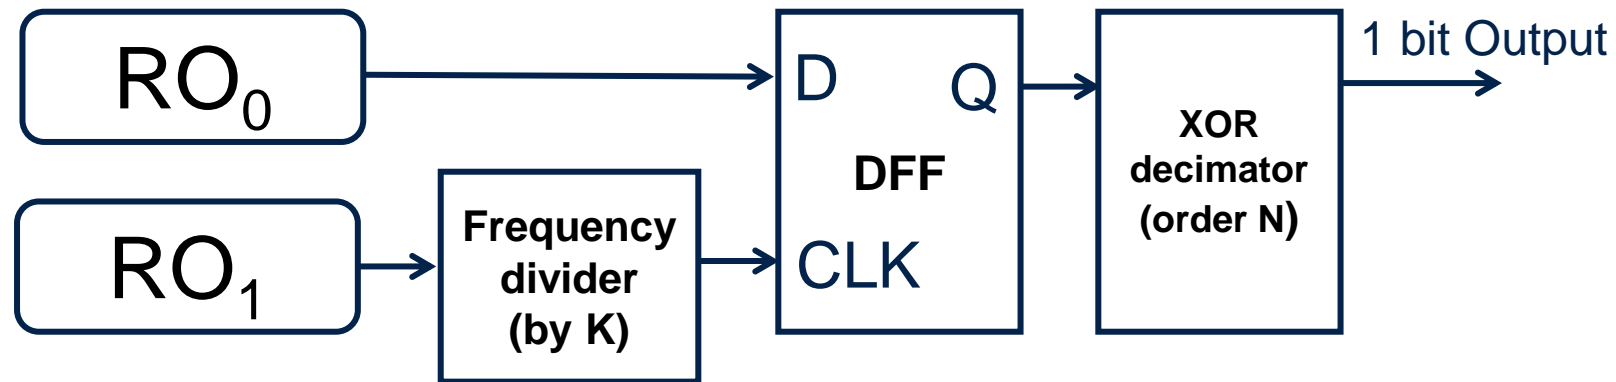 RO₀
RO₁
Frequency
divider
(by K)
D
Q
DFF
CLK
XOR
decimator
(order N)
1 bit Output